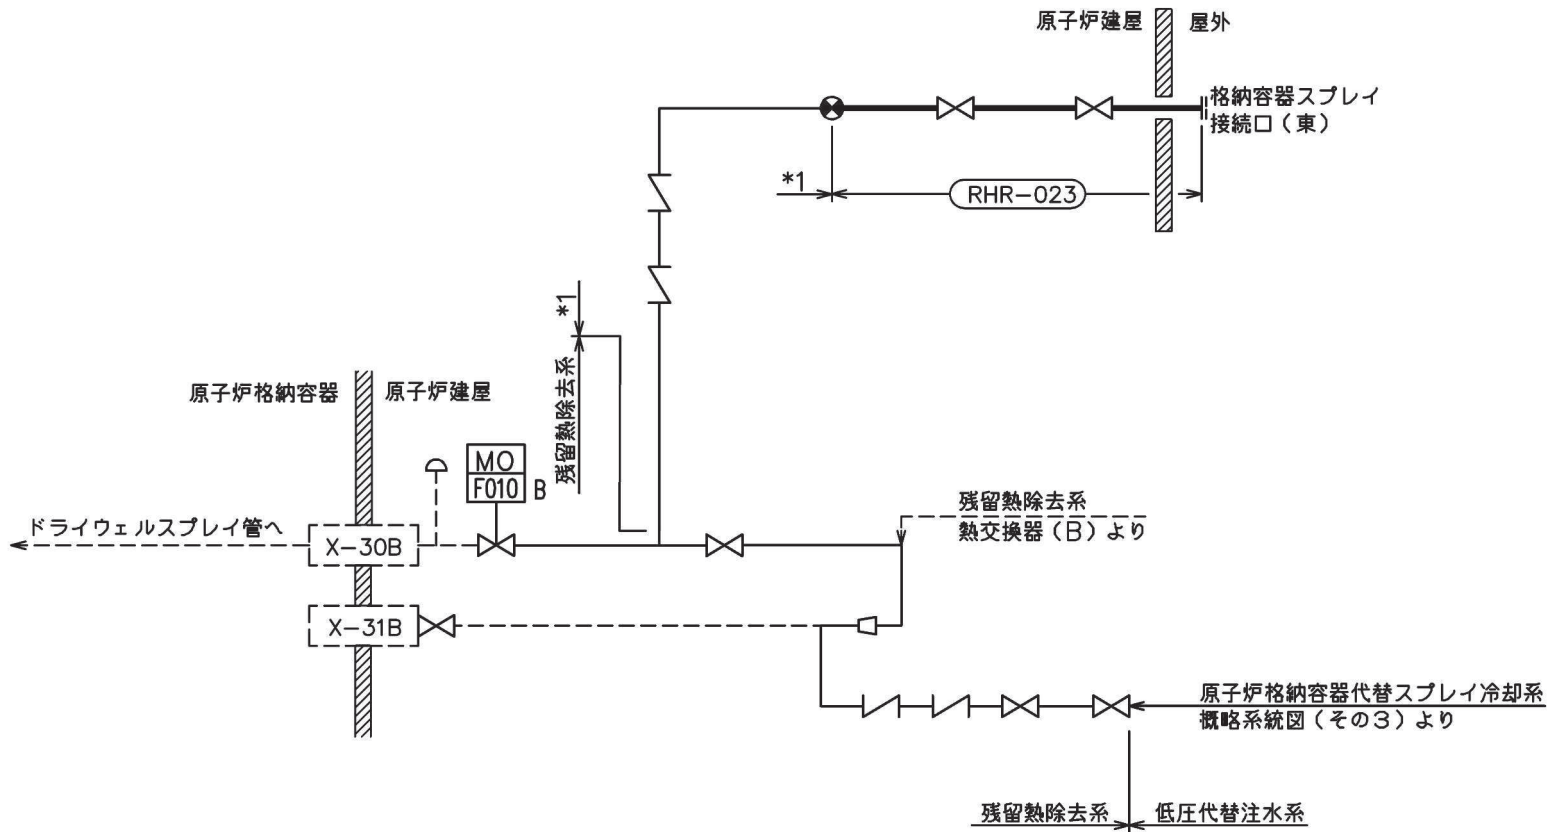 原子炉建屋
屋外
格納容器スプレイ
接続口（東）
*1
RHR-023
*1
残留熱除去系
原子炉格納容器
原子炉建屋
MO
F010
B
ドライウェルスプレイ管へ
X-30B
残留熱除去系
熱交換器（B）より
X-31B
原子炉格納容器代替スプレイ冷却系
概略系統図（その３）より
残留熱除去系
低圧代替注水系